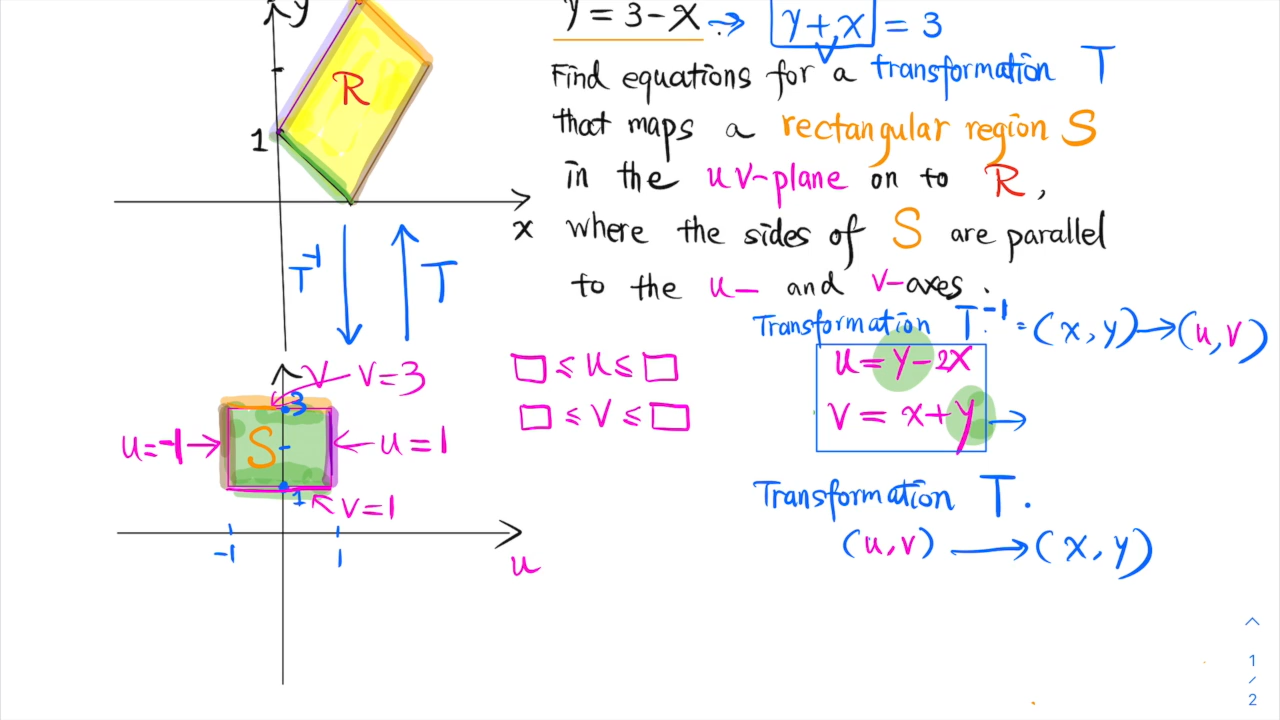 y
y = 3 - x → y + x = 3
v
R
1
x
Find equations for a transformation T
that maps a rectangular region S
in the uv-plane on to R,
where the sides of S are parallel
to the u- and v-axes.
T⁻¹
T
Transformation T⁻¹ = (x, y) → (u, v)
u = y - 2x
v = x + y →
□ ≤ u ≤ □
□ ≤ v ≤ □
v
v = 3
3
u = -1 →
S
← u = 1
1
v = 1
-1
1
u
Transformation T.
(u, v) → (x, y)
1
/
2